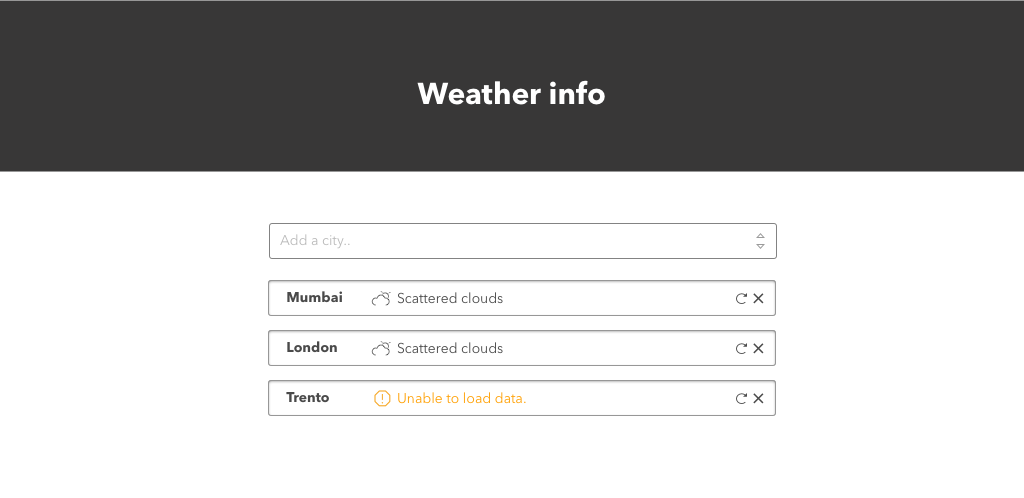 Weather info
Add a city..
Mumbai Scattered clouds
London Scattered clouds
Trento Unable to load data.